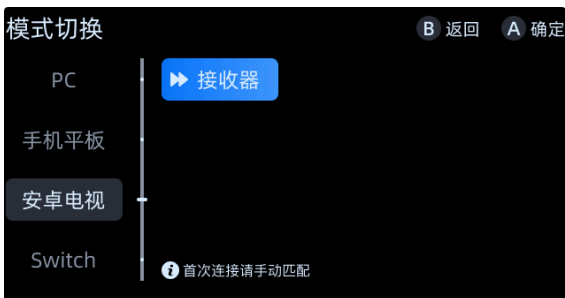 模式切换
B 返回 A 确定
PC
接收器
手机平板
安卓电视
Switch
首次连接请手动匹配